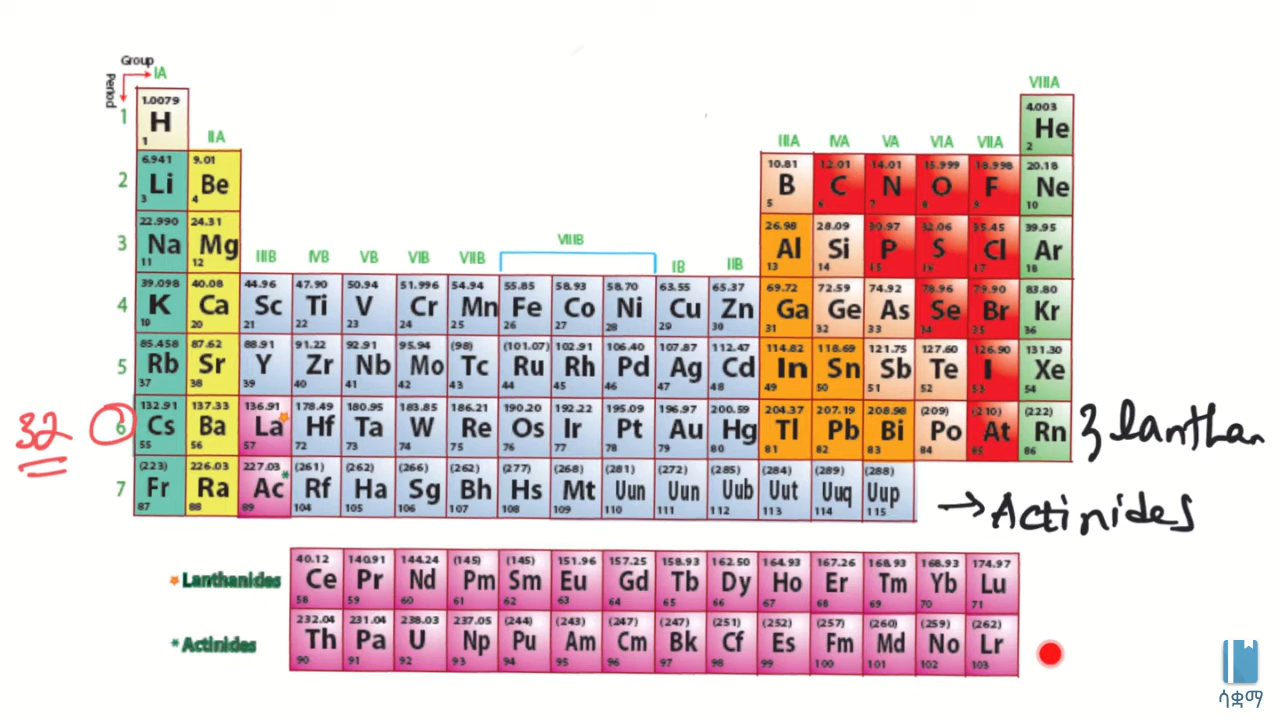 Group
IA
VIIIA
Period
1 1.0079 H 1 4.003 He 2
IIA IIIA IVA VA VIA VIIA
2 6.941 Li 3 9.01 Be 4 10.81 B 5 12.01 C 6 14.01 N 7 15.999 O 8 18.998 F 9 20.18 Ne 10
3 22.990 Na 11 24.31 Mg 12 26.98 Al 13 28.09 Si 14 30.97 P 15 32.06 S 16 35.45 Cl 17 39.95 Ar 18
IIIB IVB VB VIB VIIB VIIIB IB IIB
4 39.098 K 19 40.08 Ca 20 44.96 Sc 21 47.90 Ti 22 50.94 V 23 51.996 Cr 24 54.94 Mn 25 55.85 Fe 26 58.93 Co 27 58.70 Ni 28 63.55 Cu 29 65.37 Zn 30 69.72 Ga 31 72.59 Ge 32 74.92 As 33 78.96 Se 34 79.90 Br 35 83.80 Kr 36
5 85.458 Rb 37 87.62 Sr 38 88.91 Y 39 91.22 Zr 40 92.91 Nb 41 95.94 Mo 42 (98) Tc 43 (101.07) Ru 44 102.91 Rh 45 106.40 Pd 46 107.87 Ag 47 112.47 Cd 48 114.82 In 49 118.69 Sn 50 121.75 Sb 51 127.60 Te 52 126.90 I 53 131.30 Xe 54
32 6 132.91 Cs 55 137.33 Ba 56 136.91 La 57 178.49 Hf 72 180.95 Ta 73 183.85 W 74 186.21 Re 75 190.20 Os 76 192.22 Ir 77 195.09 Pt 78 196.97 Au 79 200.59 Hg 80 204.37 Tl 81 207.19 Pb 82 208.98 Bi 83 (209) Po 84 (210) At 85 (222) Rn 86 lanthan
7 (223) Fr 87 226.03 Ra 88 227.03 Ac 89 (261) Rf 104 (262) Ha 105 (266) Sg 106 (262) Bh 107 (277) Hs 108 (268) Mt 109 (281) Uun 110 (272) Uun 111 (285) Uub 112 (284) Uut 113 (289) Uuq 114 (288) Uup 115 → Actinides
* Lanthanides 40.12 Ce 58 140.91 Pr 59 144.24 Nd 60 (145) Pm 61 (145) Sm 62 151.96 Eu 63 157.25 Gd 64 158.93 Tb 65 162.50 Dy 66 164.93 Ho 67 167.26 Er 68 168.93 Tm 69 168.93 Yb 70 174.97 Lu 71
* Actinides 232.04 Th 90 231.04 Pa 91 238.03 U 92 237.05 Np 93 (244) Pu 94 (243) Am 95 (247) Cm 96 (247) Bk 97 (251) Cf 98 (252) Es 99 (257) Fm 100 (260) Md 101 (259) No 102 (262) Lr 103
ሳቋማ